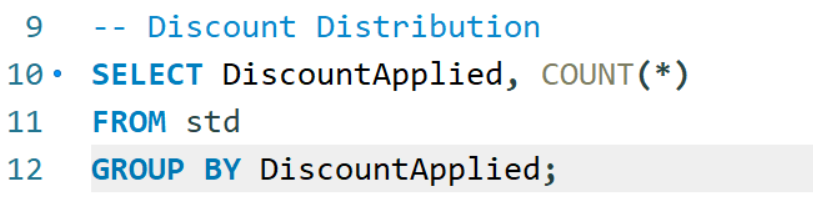 9 -- Discount Distribution
10 SELECT DiscountApplied, COUNT(*)
11 FROM std
12 GROUP BY DiscountApplied;